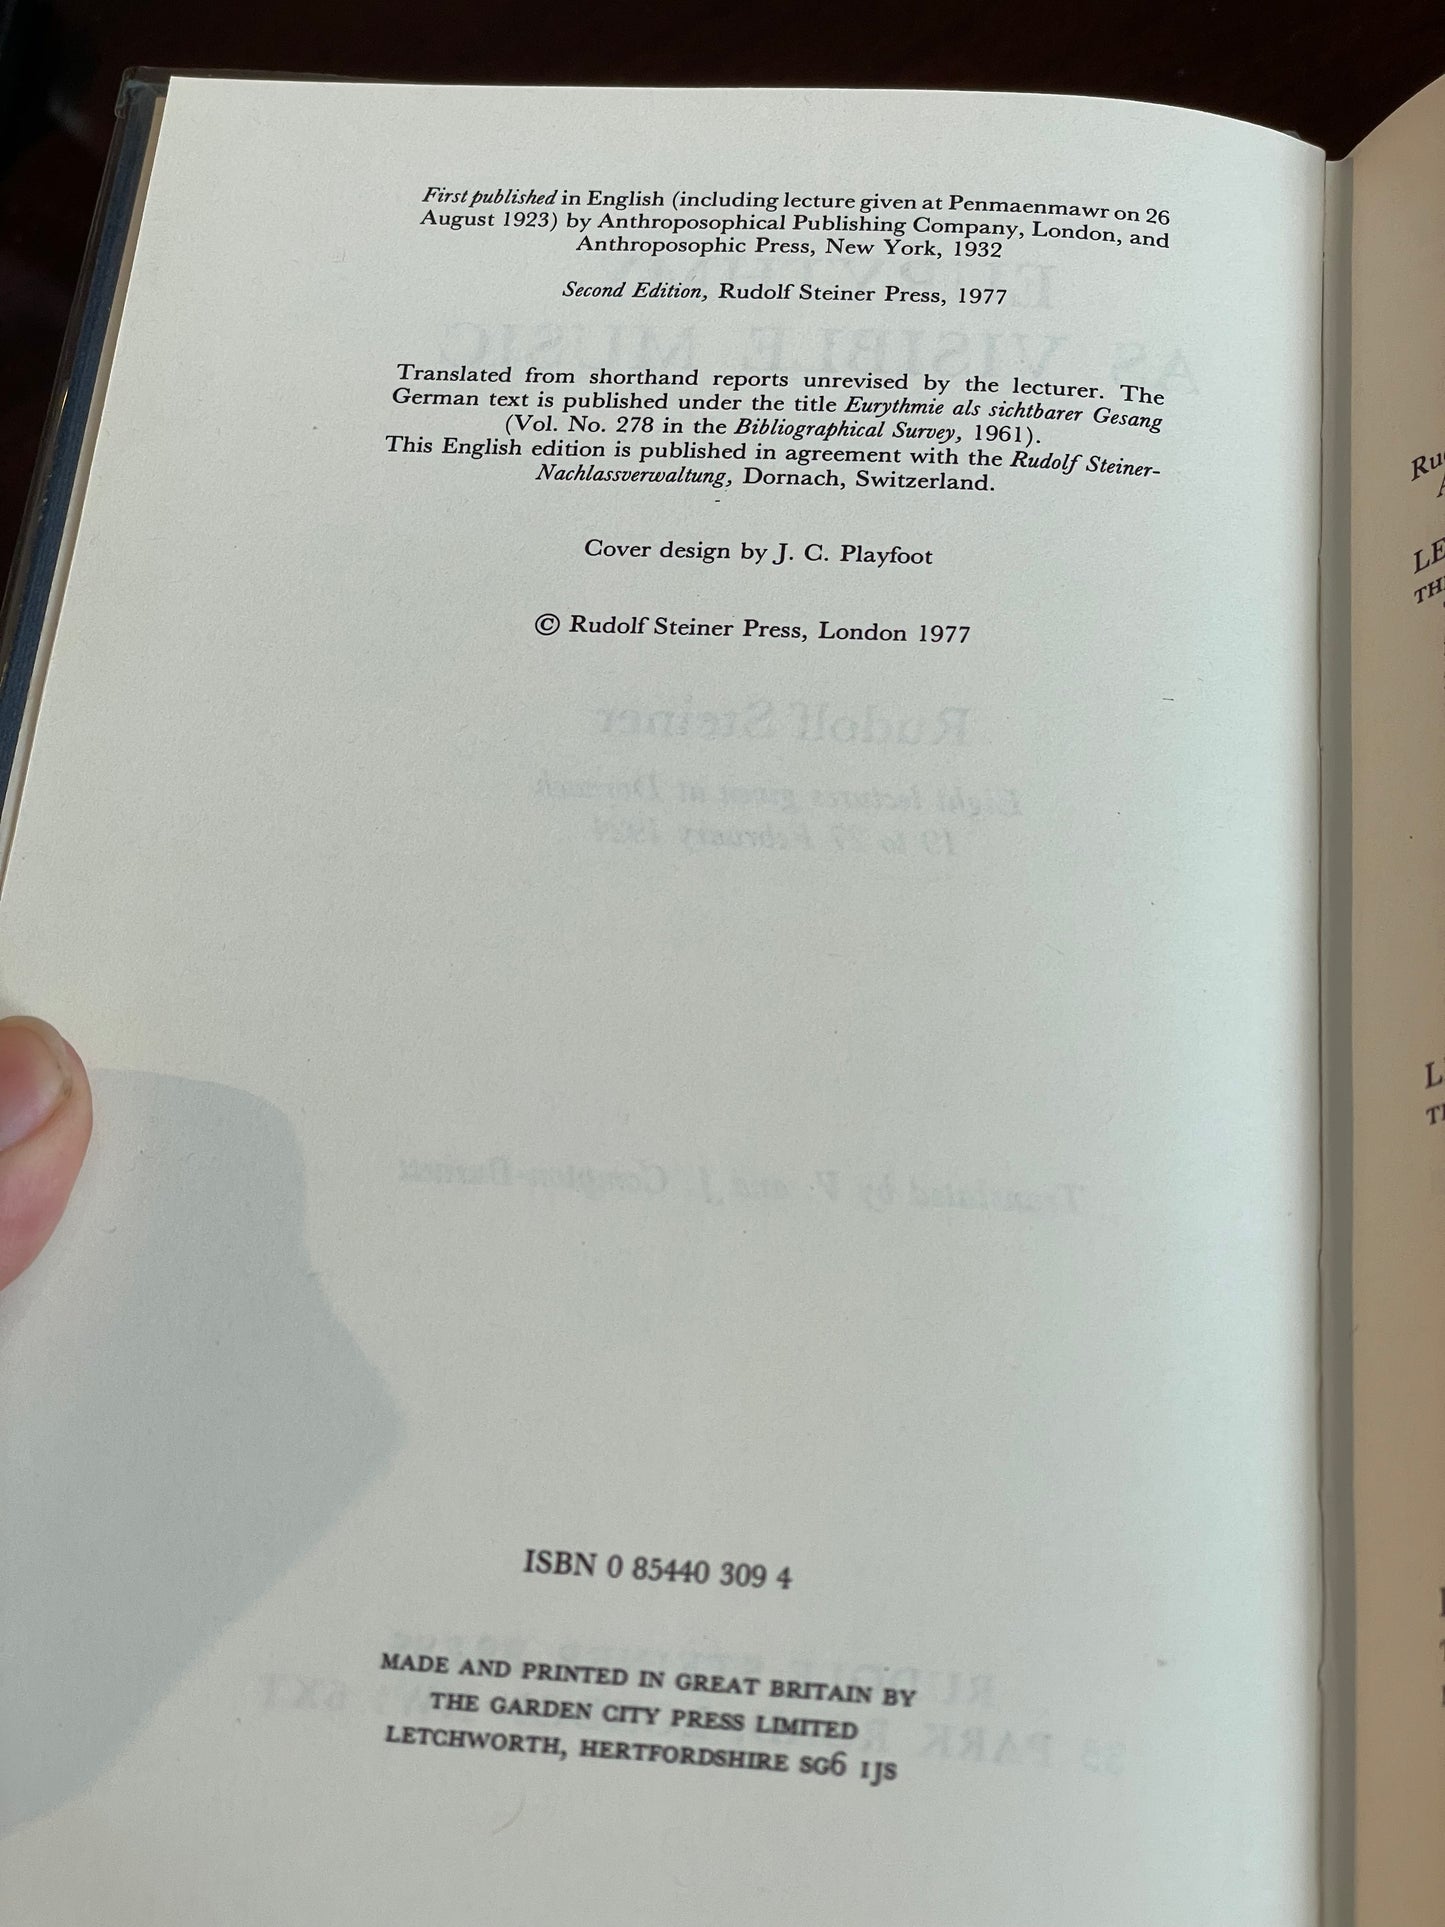 First published in English (including lecture given at Penmaenmawr on 26
August 1923) by Anthroposophical Publishing Company, London, and
Anthroposophic Press, New York, 1932
Second Edition, Rudolf Steiner Press, 1977
Translated from shorthand reports unrevised by the lecturer. The
German text is published under the title Eurythmie als sichtbarer Gesang
(Vol. No. 278 in the Bibliographical Survey, 1961).
This English edition is published in agreement with the Rudolf Steiner-
Nachlassverwaltung, Dornach, Switzerland.
Cover design by J. C. Playfoot
© Rudolf Steiner Press, London 1977
ISBN 0 85440 309 4
MADE AND PRINTED IN GREAT BRITAIN BY
THE GARDEN CITY PRESS LIMITED
LETCHWORTH, HERTFORDSHIRE SG6 1JS